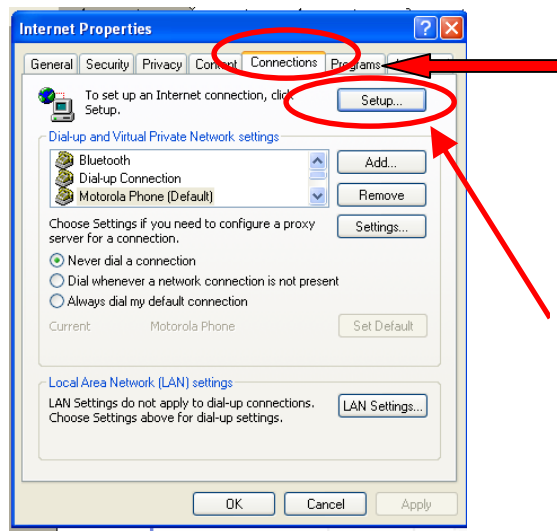 Internet Properties
General Security Privacy Content Connections Programs
To set up an Internet connection, click
Setup.
Setup...
Dial-up and Virtual Private Network settings
Bluetooth
Dial-up Connection
Motorola Phone (Default)
Add...
Remove
Choose Settings if you need to configure a proxy
server for a connection.
Settings...
Never dial a connection
Dial whenever a network connection is not present
Always dial my default connection
Current Motorola Phone
Set Default
Local Area Network (LAN) settings
LAN Settings do not apply to dial-up connections.
Choose Settings above for dial-up settings.
LAN Settings...
OK Cancel Apply